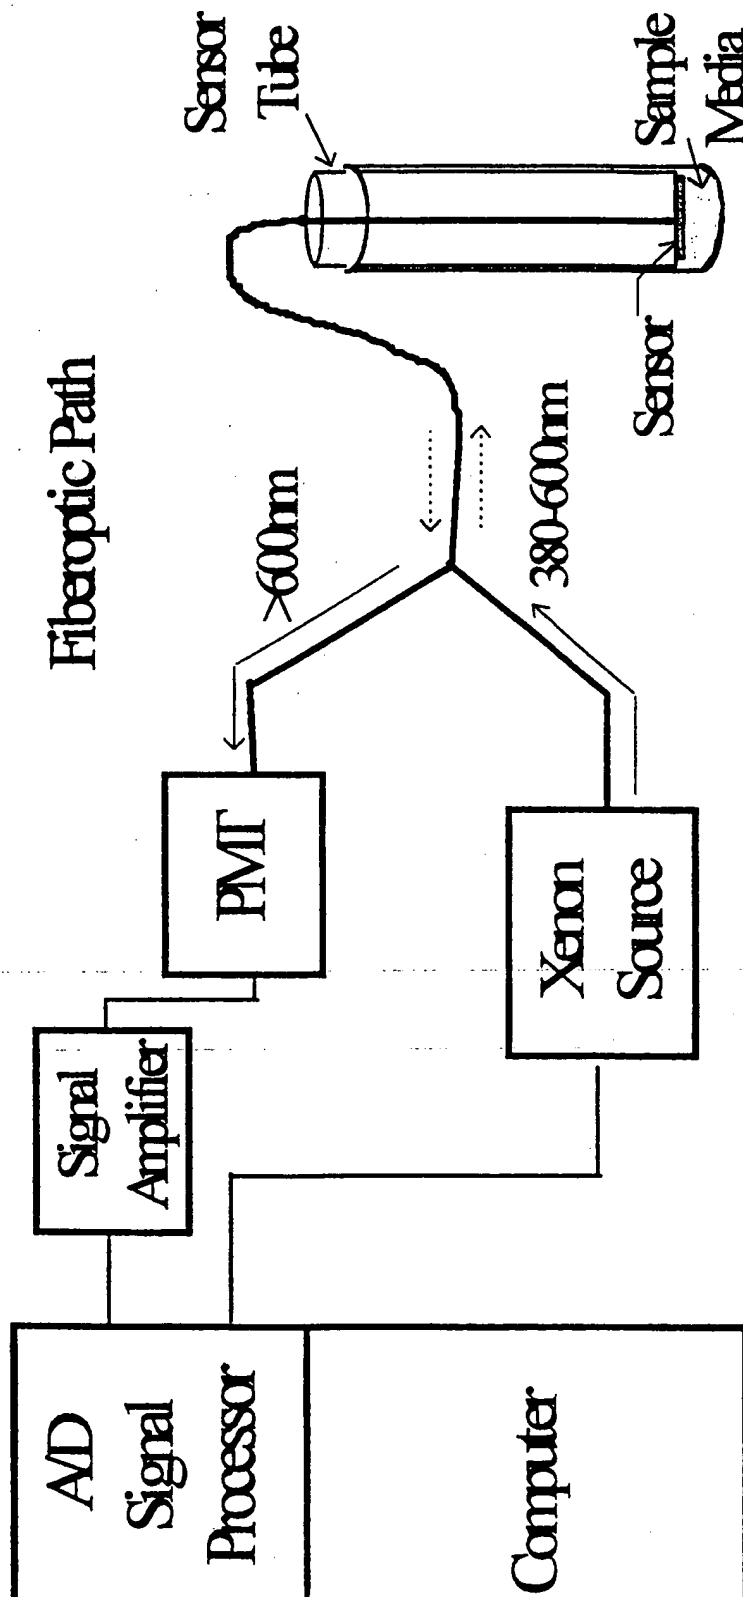 Fiberoptic Path
A/D
Signal
Processor
Computer
Signal
Amplifier
PMT
Xenon
Source
>600nm
380-600nm
Sensor
Tube
Sensor
Sample
Media